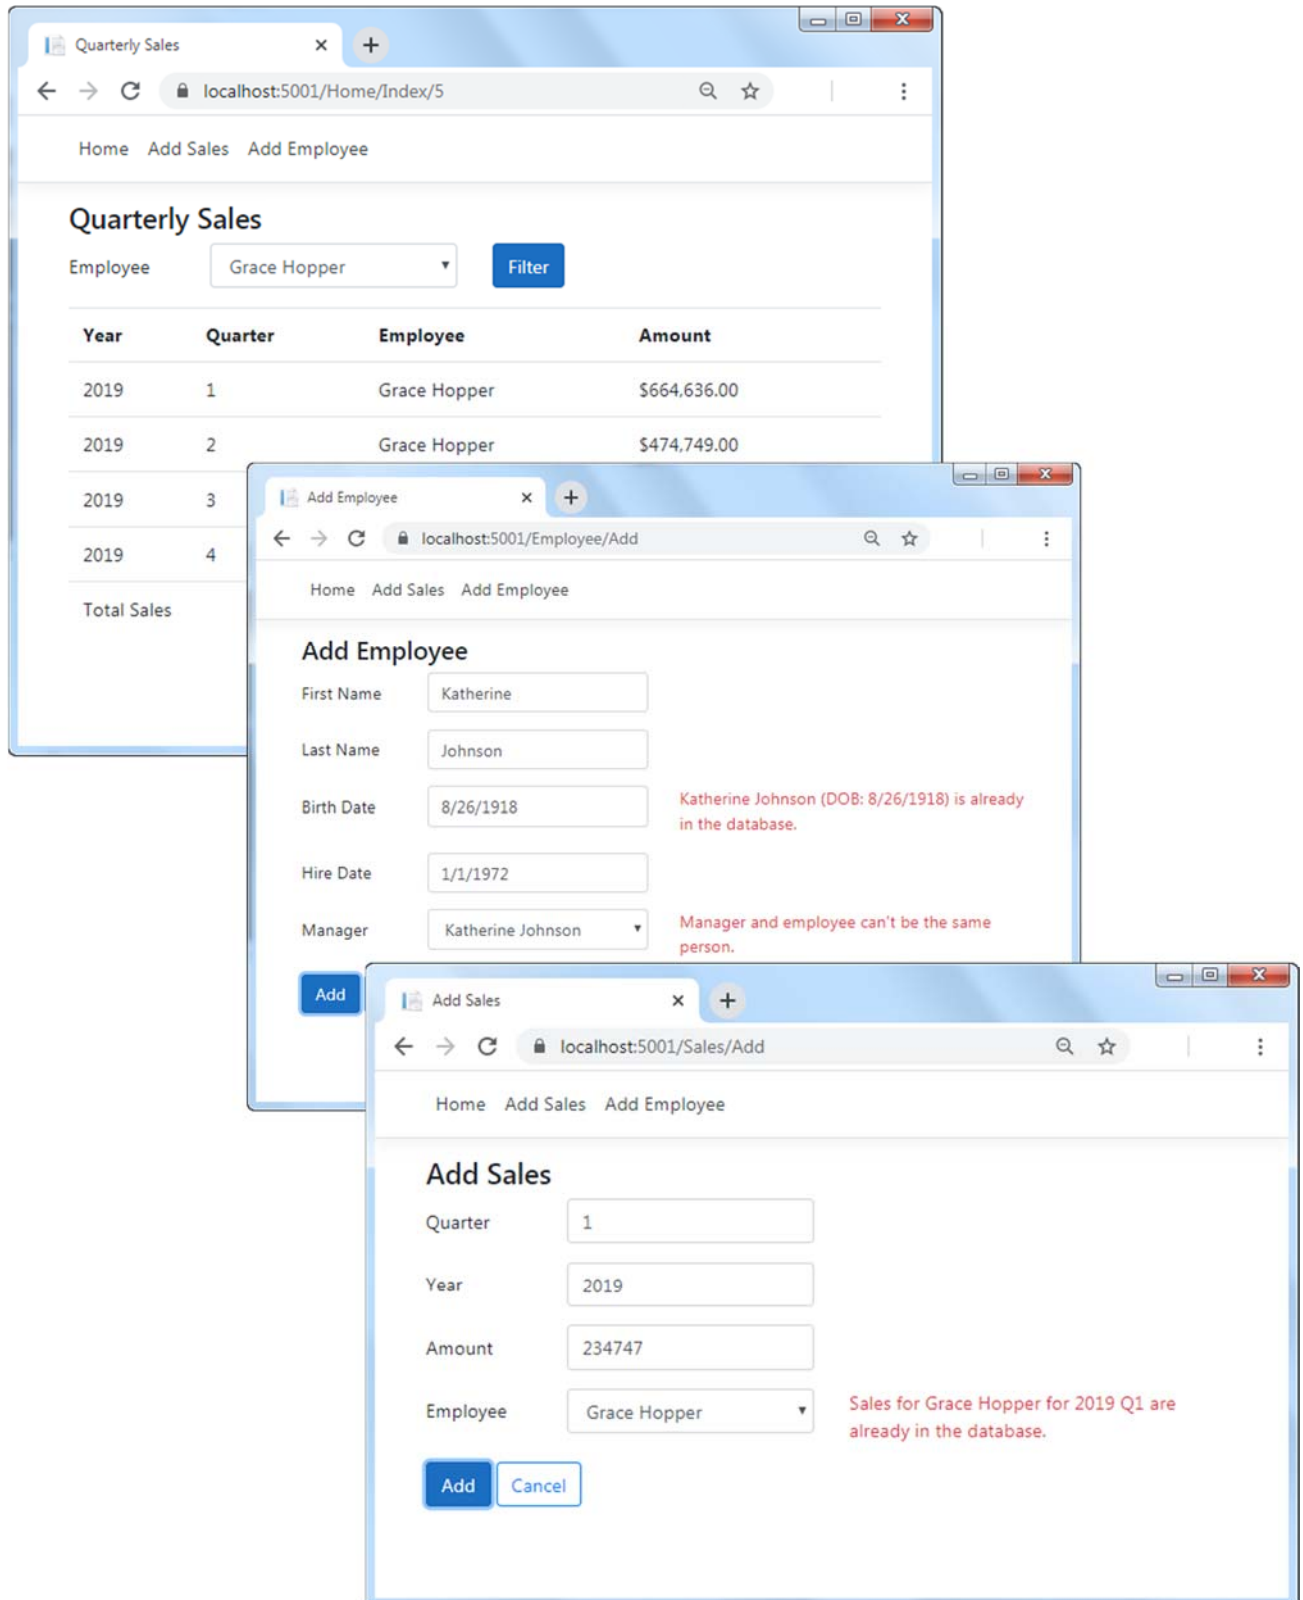 Quarterly Sales
localhost:5001/Home/Index/5
Home Add Sales Add Employee
Quarterly Sales
Employee Grace Hopper Filter
Year Quarter Employee Amount
2019 1 Grace Hopper $664,636.00
2019 2 Grace Hopper $474,749.00
2019 3
2019 4
Total Sales
Add Employee
localhost:5001/Employee/Add
Home Add Sales Add Employee
Add Employee
First Name Katherine
Last Name Johnson
Birth Date 8/26/1918
Katherine Johnson (DOB: 8/26/1918) is already
in the database.
Hire Date 1/1/1972
Manager Katherine Johnson
Manager and employee can't be the same
person.
Add
Add Sales
localhost:5001/Sales/Add
Home Add Sales Add Employee
Add Sales
Quarter 1
Year 2019
Amount 234747
Employee Grace Hopper
Sales for Grace Hopper for 2019 Q1 are
already in the database.
Add Cancel